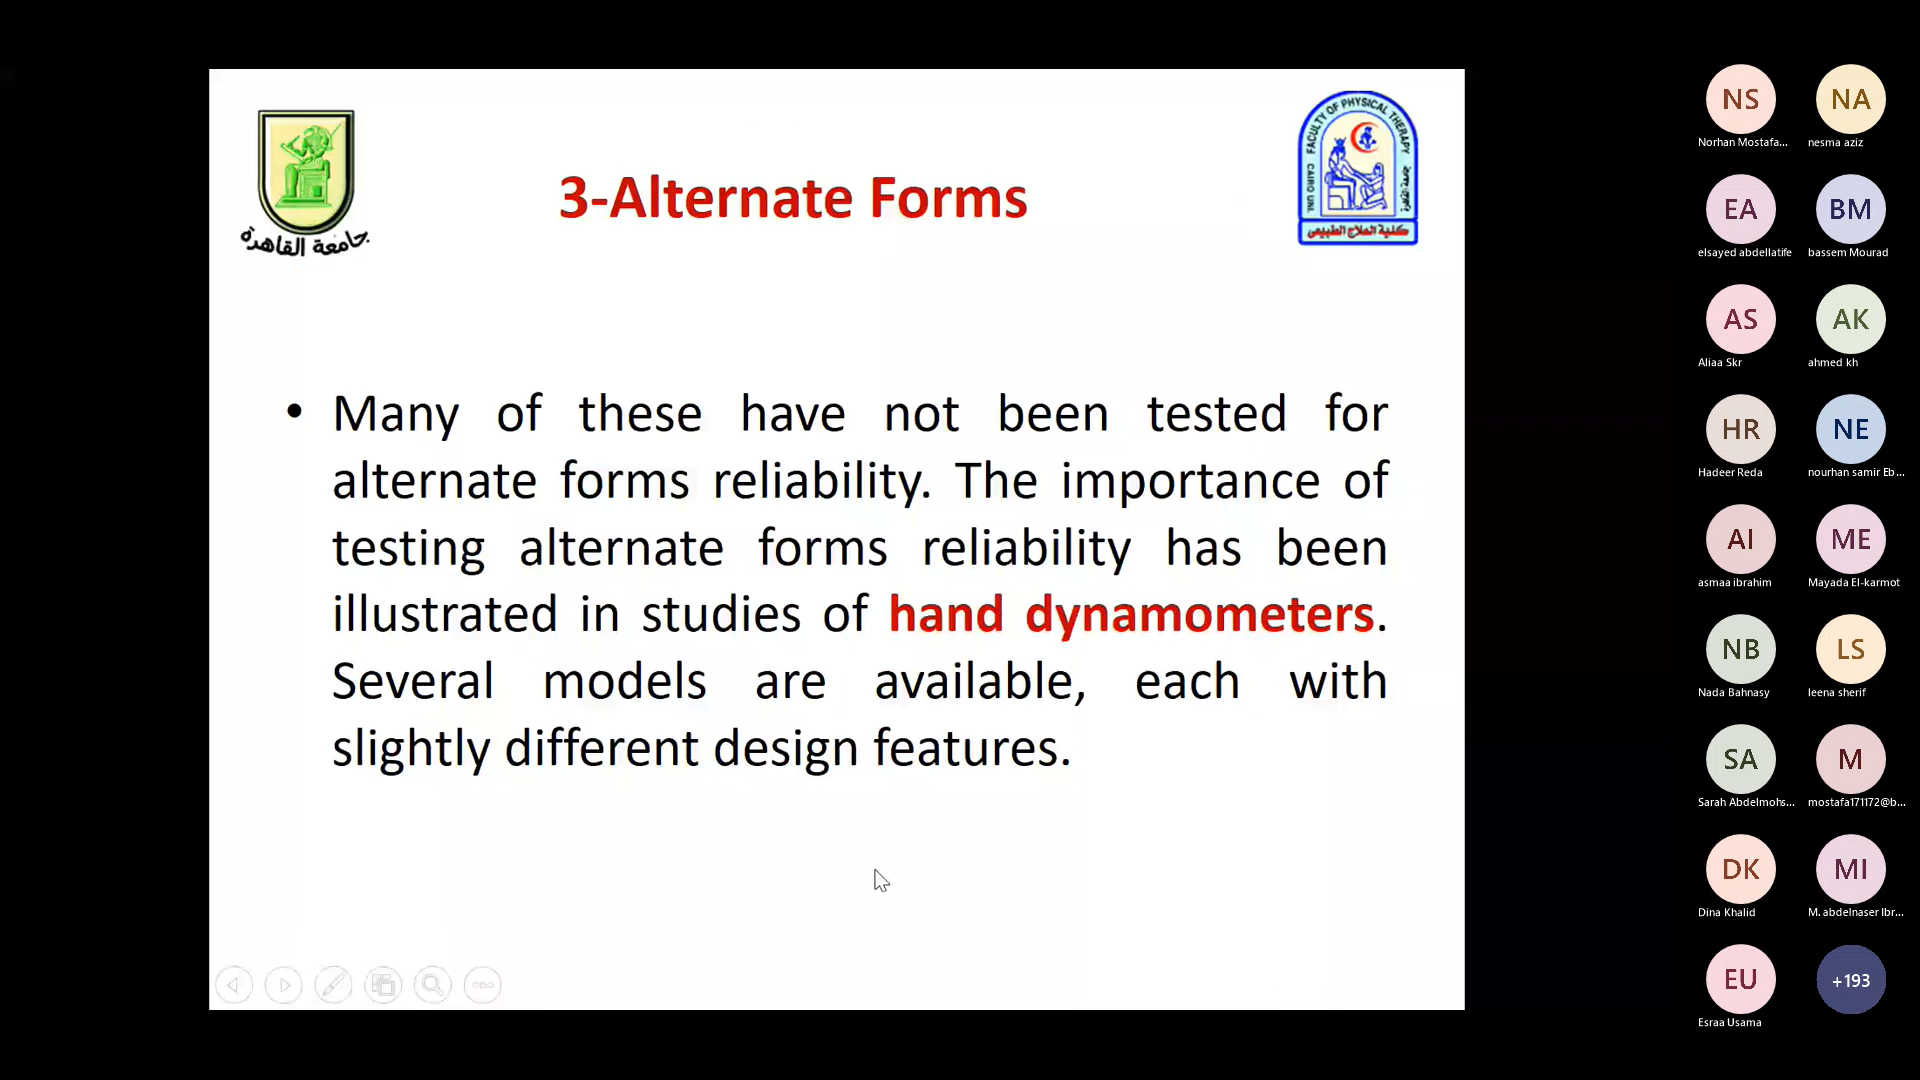 3-Alternate Forms
FACULTY OF PHYSICAL THERAPY
CAIRO UNI.
جامعة القاهرة
كلية العلاج الطبيعى
جامعة القاهرة
• Many of these have not been tested for
alternate forms reliability. The importance of
testing alternate forms reliability has been
illustrated in studies of hand dynamometers.
Several models are available, each with
slightly different design features.
NS
NA
Norhan Mostafa...
nesma aziz
EA
BM
elsayed abdellatife
bassem Mourad
AS
AK
Aliaa Skr
ahmed kh
HR
NE
Hadeer Reda
nourhan samir Eb...
AI
ME
asmaa ibrahim
Mayada El-karmot
NB
LS
Nada Bahnasy
leena sherif
SA
M
Sarah Abdelmohs...
mostafa171172@b...
DK
MI
Dina Khalid
M. abdelnaser Ibr...
EU
+193
Esraa Usama